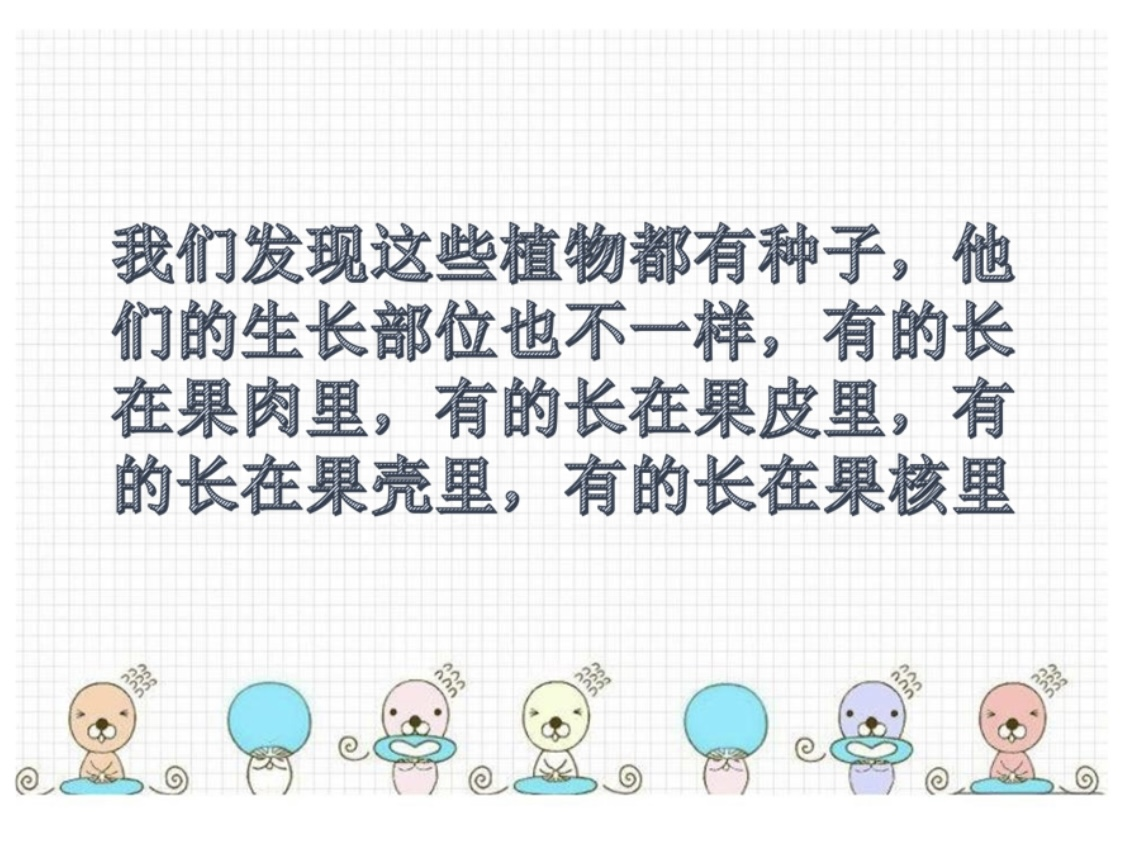 我们发现这些植物都有种子，他
们的生长部位也不一样，有的长
在果肉里，有的长在果皮里，有
的长在果壳里，有的长在果核里